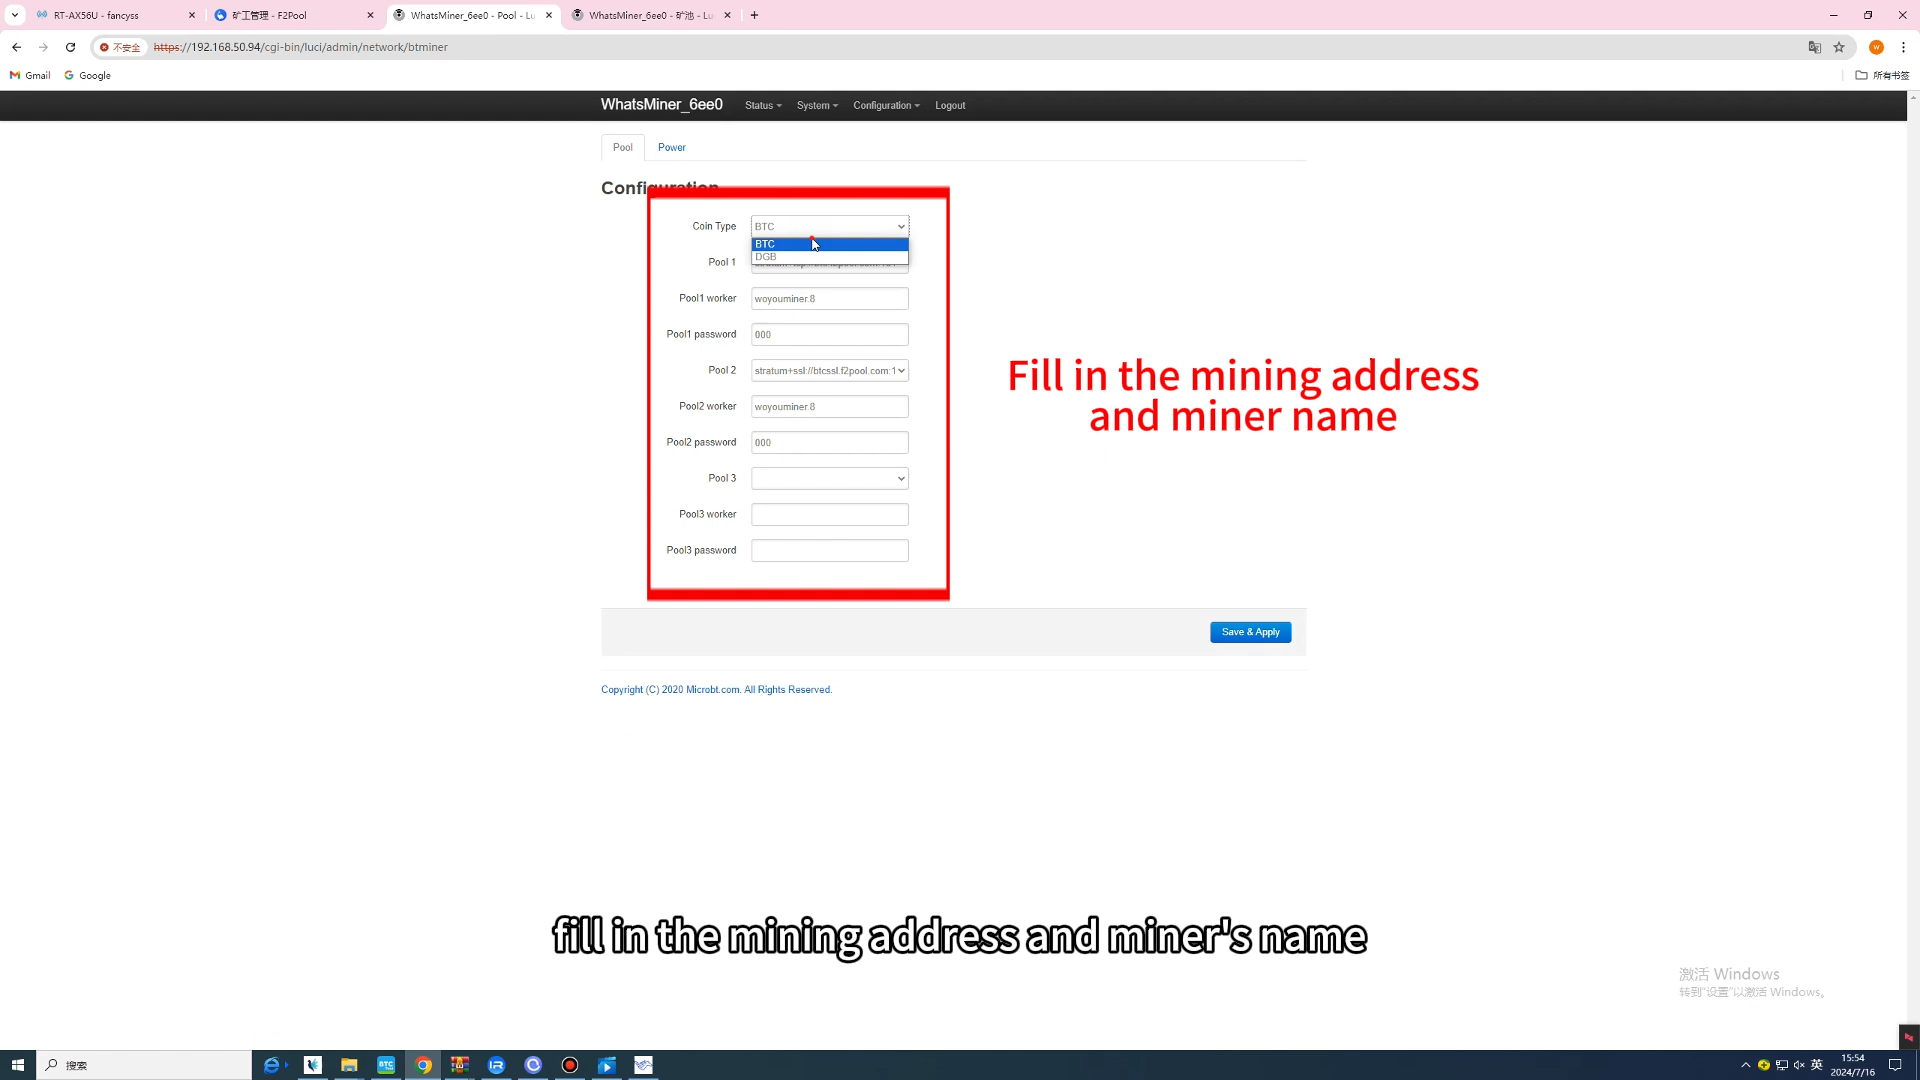 RT-AX56U - fancyss
矿工管理 - F2Pool
WhatsMiner_6ee0 - Pool - Lu
WhatsMiner_6ee0 - 矿池 - Lu
不安全 https://192.168.50.94/cgi-bin/luci/admin/network/btminer
W
Gmail
Google
所有书签
WhatsMiner_6ee0
Status
System
Configuration
Logout
Pool
Power
Configuration
Coin Type
BTC
BTC
DGB
Pool 1
Pool1 worker
woyouminer.8
Pool1 password
000
Pool 2
stratum+ssl://btcssl.f2pool.com:1
Pool2 worker
woyouminer.8
Pool2 password
000
Pool 3
Pool3 worker
Pool3 password
Fill in the mining address
and miner name
Save & Apply
Copyright (C) 2020 Microbt.com. All Rights Reserved.
fill in the mining address and miner's name
激活 Windows
转到"设置"以激活 Windows。
搜索
英
15:54
2024/7/16